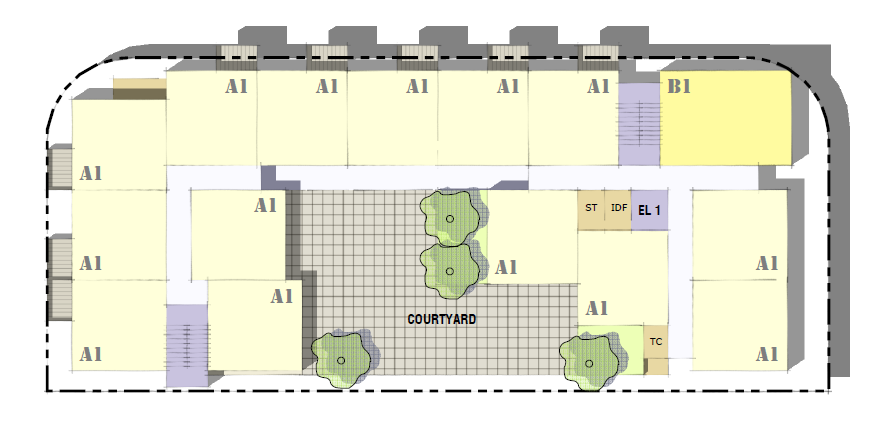 A1 A1 A1 A1 A1 B1
A1
A1 ST IDF EL 1
A1 A1 A1
A1 A1
COURTYARD
TC
A1 A1